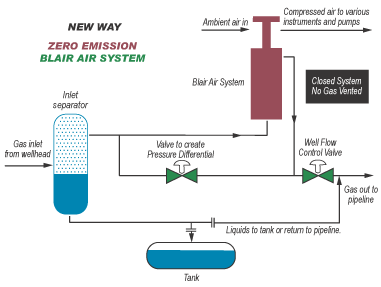 NEW WAY
ZERO EMISSION
BLAIR AIR SYSTEM
Ambient air in
Compressed air to various
instruments and pumps
Blair Air System
Closed System
No Gas Vented
Inlet
separator
Gas inlet
from wellhead
Valve to create
Pressure Differential
Well Flow
Control Valve
Gas out to
pipeline
Liquids to tank or return to pipeline.
Tank